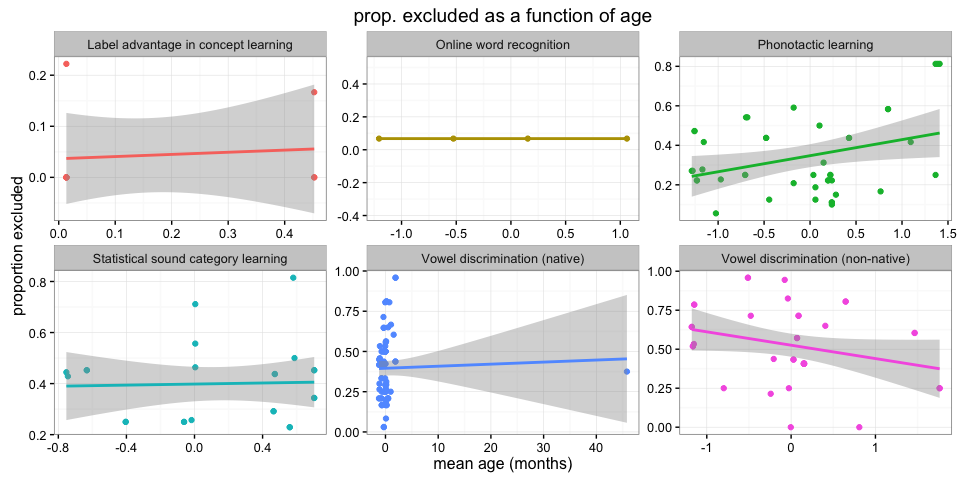 prop. excluded as a function of age
Label advantage in concept learning
Online word recognition
Phonotactic learning
0.2
0.1
0.0
0.0 0.1 0.2 0.3 0.4
0.4
0.2
0.0
-0.2
-0.4
-1.0 -0.5 0.0 0.5 1.0
0.8
0.6
0.4
0.2
-1.0 -0.5 0.0 0.5 1.0 1.5
proportion excluded
Statistical sound category learning
Vowel discrimination (native)
Vowel discrimination (non-native)
0.8
0.6
0.4
0.2
-0.8 -0.4 0.0 0.4
1.00
0.75
0.50
0.25
0.00
0 10 20 30 40
1.00
0.75
0.50
0.25
0.00
-1 0 1
mean age (months)